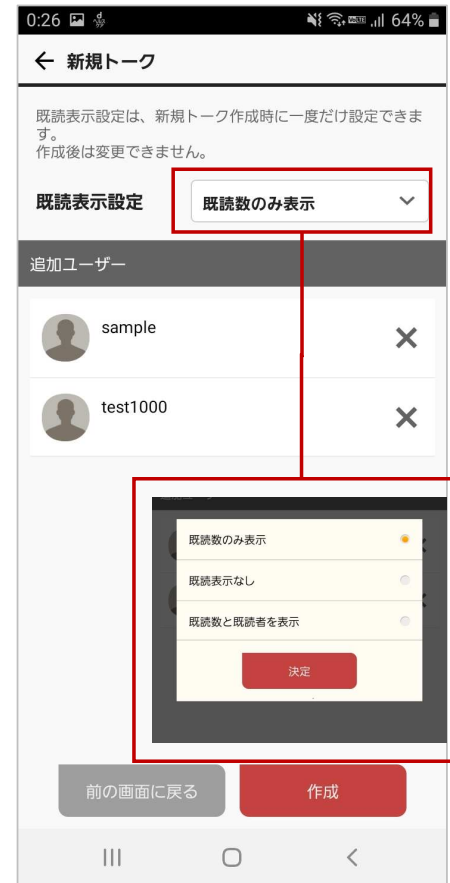 0:26 64%
新規トーク
既読表示設定は、新規トーク作成時に一度だけ設定できま
す。
作成後は変更できません。
既読表示設定 既読数のみ表示
追加ユーザー
sample
test1000
既読数のみ表示
既読表示なし
既読数と既読者を表示
決定
前の画面に戻る 作成